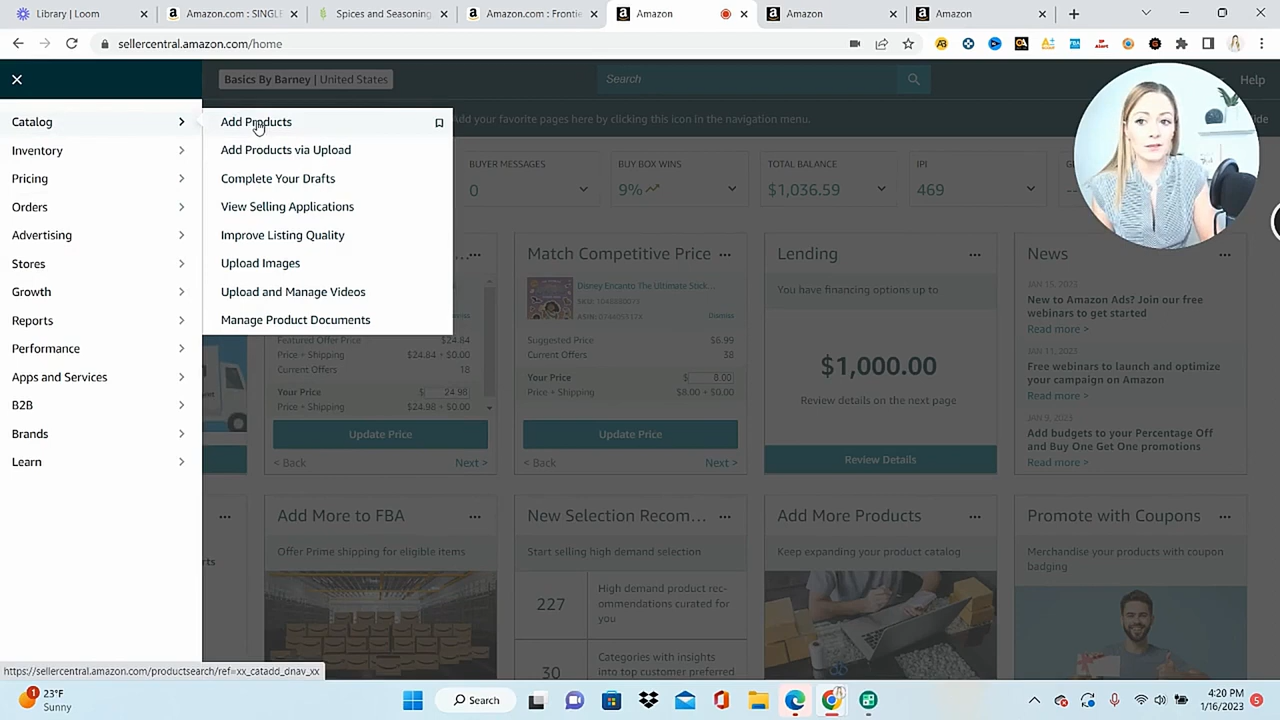 Library | Loom
Amazon.com : SINGL
Spices and Seasoning
Amazon.com : Frontie
Amazon
Amazon
Amazon
sellercentral.amazon.com/home
Basics By Barney | United States
Search
Help
Catalog
Inventory
Pricing
Orders
Advertising
Stores
Growth
Reports
Performance
Apps and Services
B2B
Brands
Learn
Add Products
Add Products via Upload
Complete Your Drafts
View Selling Applications
Improve Listing Quality
Upload Images
Upload and Manage Videos
Manage Product Documents
Add your favorite pages here by clicking this icon in the navigation menu.
BUYER MESSAGES
0
BUY BOX WINS
9%
TOTAL BALANCE
$1,036.59
IPI
469
Featured Offer Price $24.84
Price + Shipping $24.84 + $0.00
Current Offers 18
Your Price $ 24.98
Price + Shipping $24.98 + $0.00
Update Price
< Back Next >
Match Competitive Price
Disney Encanto The Ultimate Stick...
Dismiss
Suggested Price $6.99
Current Offers 38
Your Price $ 8.00
Price + Shipping $8.00 + $0.00
Update Price
< Back Next >
Lending
You have financing options up to
$1,000.00
Review details on the next page
Review Details
News
JAN 15, 2023
New to Amazon Ads? Join our free
webinars to get started
Read more >
JAN 11, 2023
Free webinars to launch and optimize
your campaign on Amazon
Read more >
JAN 9, 2023
Add budgets to your Percentage Off
and Buy One Get One promotions
Read more >
Add More to FBA
Offer Prime shipping for eligible items
New Selection Recom...
Start selling high demand selection
227
High demand product rec-
ommendations curated for
you
30
Categories with insights
into top customer preferred
Add More Products
Keep expanding your product catalog
Promote with Coupons
Merchandise your products with coupon
badging
https://sellercentral.amazon.com/productsearch/ref=xx_catadd_dnav_xx
23°F
Sunny
Search
4:20 PM
1/16/2023